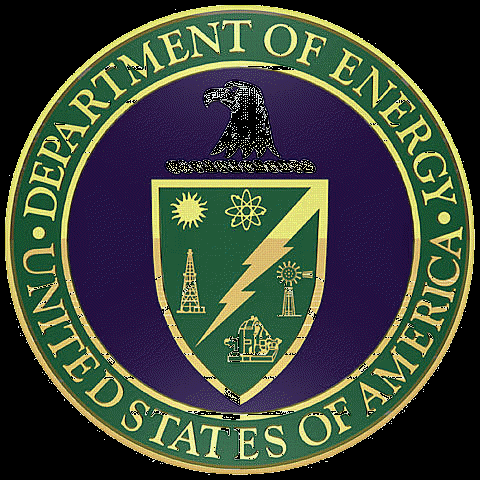 DEPARTMENT OF ENERGY
UNITED STATES OF AMERICA